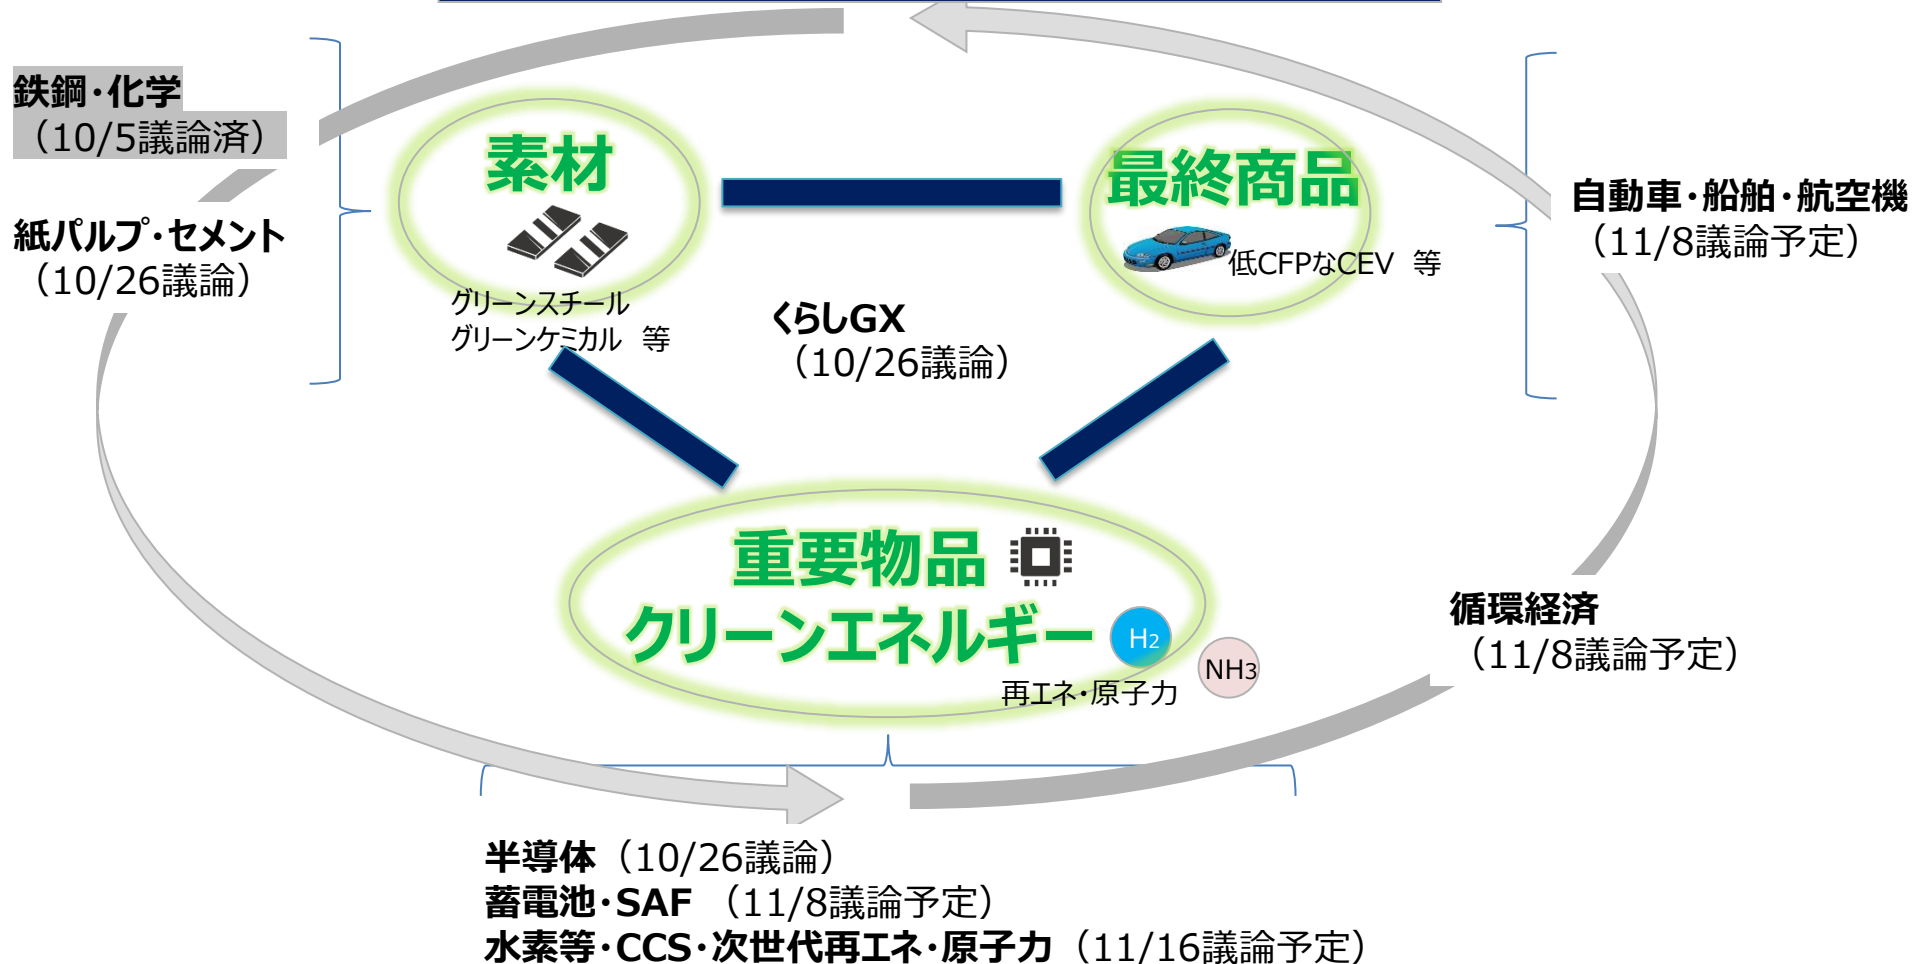 鉄鋼・化学
（10/5議論済）
紙パルプ・セメント
（10/26議論）
素材
グリーンスチール
グリーンケミカル 等
最終商品
低CFPなCEV 等
自動車・船舶・航空機
（11/8議論予定）
くらしGX
（10/26議論）
重要物品
クリーンエネルギー
H2
NH3
再エネ・原子力
循環経済
（11/8議論予定）
半導体（10/26議論）
蓄電池・SAF （11/8議論予定）
水素等・CCS・次世代再エネ・原子力（11/16議論予定）